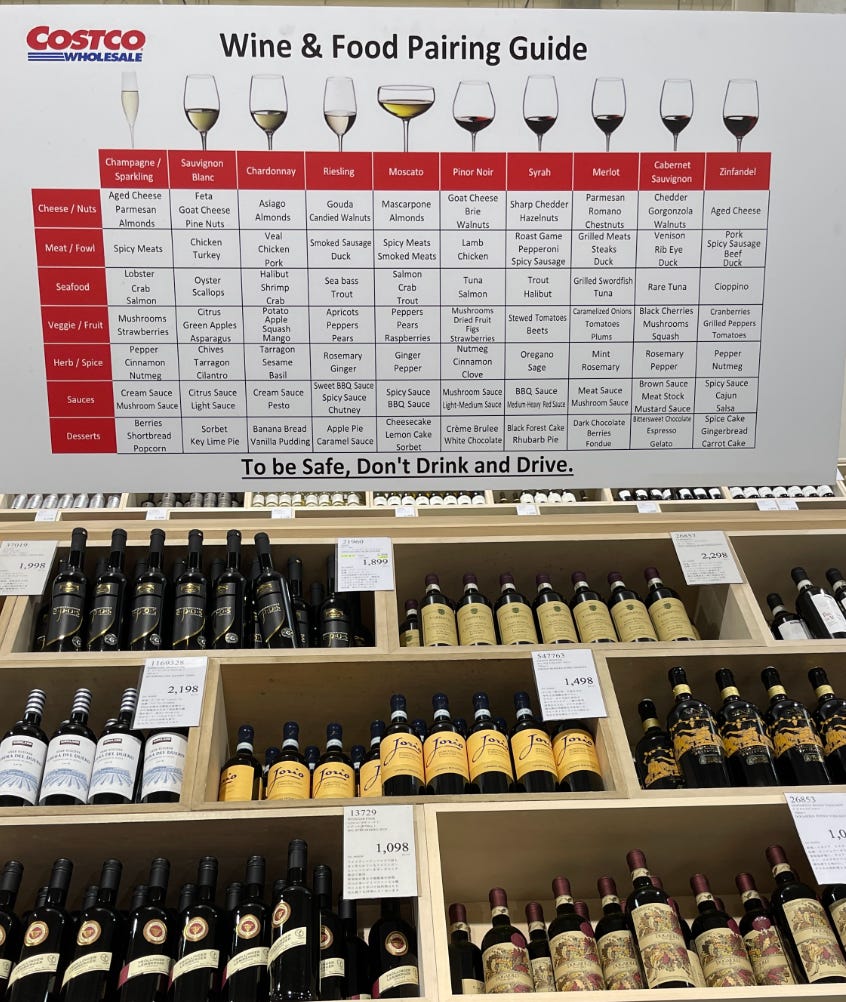 COSTCO
WHOLESALE
Wine & Food Pairing Guide
Champagne / Sparkling
Sauvignon Blanc
Chardonnay
Riesling
Moscato
Pinor Noir
Syrah
Merlot
Cabernet Sauvignon
Zinfandel
Cheese / Nuts
Aged Cheese
Parmesan
Almonds
Feta
Goat Cheese
Pine Nuts
Asiago
Almonds
Gouda
Candied Walnuts
Mascarpone
Almonds
Goat Cheese
Brie
Walnuts
Sharp Chedder
Hazelnuts
Parmesan
Romano
Chestnuts
Chedder
Gorgonzola
Walnuts
Aged Cheese
Meat / Fowl
Spicy Meats
Chicken
Turkey
Veal
Chicken
Pork
Smoked Sausage
Duck
Spicy Meats
Smoked Meats
Lamb
Chicken
Roast Game
Pepperoni
Spicy Sausage
Grilled Meats
Steaks
Duck
Venison
Rib Eye
Duck
Pork
Spicy Sausage
Beef
Duck
Seafood
Lobster
Crab
Salmon
Oyster
Scallops
Halibut
Shrimp
Crab
Sea bass
Trout
Salmon
Crab
Trout
Tuna
Salmon
Trout
Halibut
Grilled Swordfish
Tuna
Rare Tuna
Cioppino
Veggie / Fruit
Mushrooms
Strawberries
Citrus
Green Apples
Asparagus
Potato
Apple
Squash
Mango
Apricots
Peppers
Pears
Peppers
Pears
Raspberries
Mushrooms
Dried Fruit
Figs
Strawberries
Stewed Tomatoes
Beets
Caramelized Onions
Tomatoes
Plums
Black Cherries
Mushrooms
Squash
Cranberries
Grilled Peppers
Tomatoes
Herb / Spice
Pepper
Cinnamon
Nutmeg
Chives
Tarragon
Cilantro
Tarragon
Sesame
Basil
Rosemary
Ginger
Ginger
Pepper
Nutmeg
Cinnamon
Clove
Oregano
Sage
Mint
Rosemary
Rosemary
Pepper
Pepper
Nutmeg
Sauces
Cream Sauce
Mushroom Sauce
Citrus Sauce
Light Sauce
Cream Sauce
Pesto
Sweet BBQ Sauce
Spicy Sauce
Chutney
Spicy Sauce
BBQ Sauce
Mushroom Sauce
Light-Medium Sauce
BBQ Sauce
Medium-Heavy Red Sauce
Meat Sauce
Mushroom Sauce
Brown Sauce
Meat Stock
Mustard Sauce
Spicy Sauce
Cajun
Salsa
Desserts
Berries
Shortbread
Popcorn
Sorbet
Key Lime Pie
Banana Bread
Vanilla Pudding
Apple Pie
Caramel Sauce
Cheesecake
Lemon Cake
Sorbet
Crème Brulee
White Chocolate
Black Forest Cake
Rhubarb Pie
Dark Chocolate
Berries
Fondue
Bittersweet Chocolate
Espresso
Gelato
Spice Cake
Gingerbread
Carrot Cake
To be Safe, Don't Drink and Drive.
1,998
21960
1,899
26857
2,298
1169328
2,198
547763
1,498
Jorio
Jorio
Jorio
Jorio
Jorio
Jorio
13729
1,098
26853